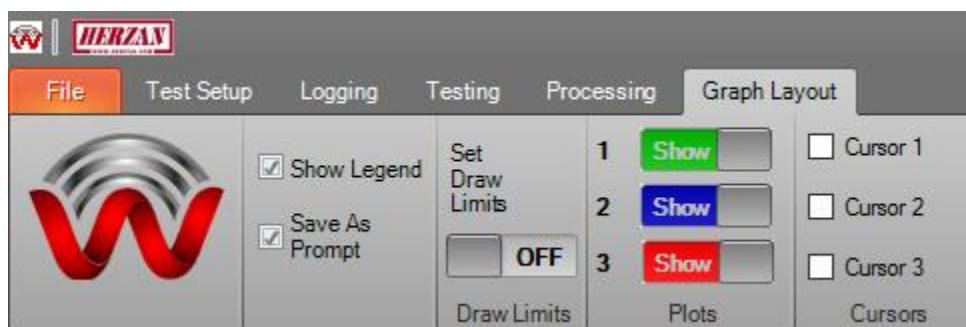 HERZAN
File Test Setup Logging Testing Processing Graph Layout
Show Legend
Save As
Prompt
Set
Draw
Limits
OFF
Draw Limits
1 Show
2 Show
3 Show
Plots
Cursor 1
Cursor 2
Cursor 3
Cursors